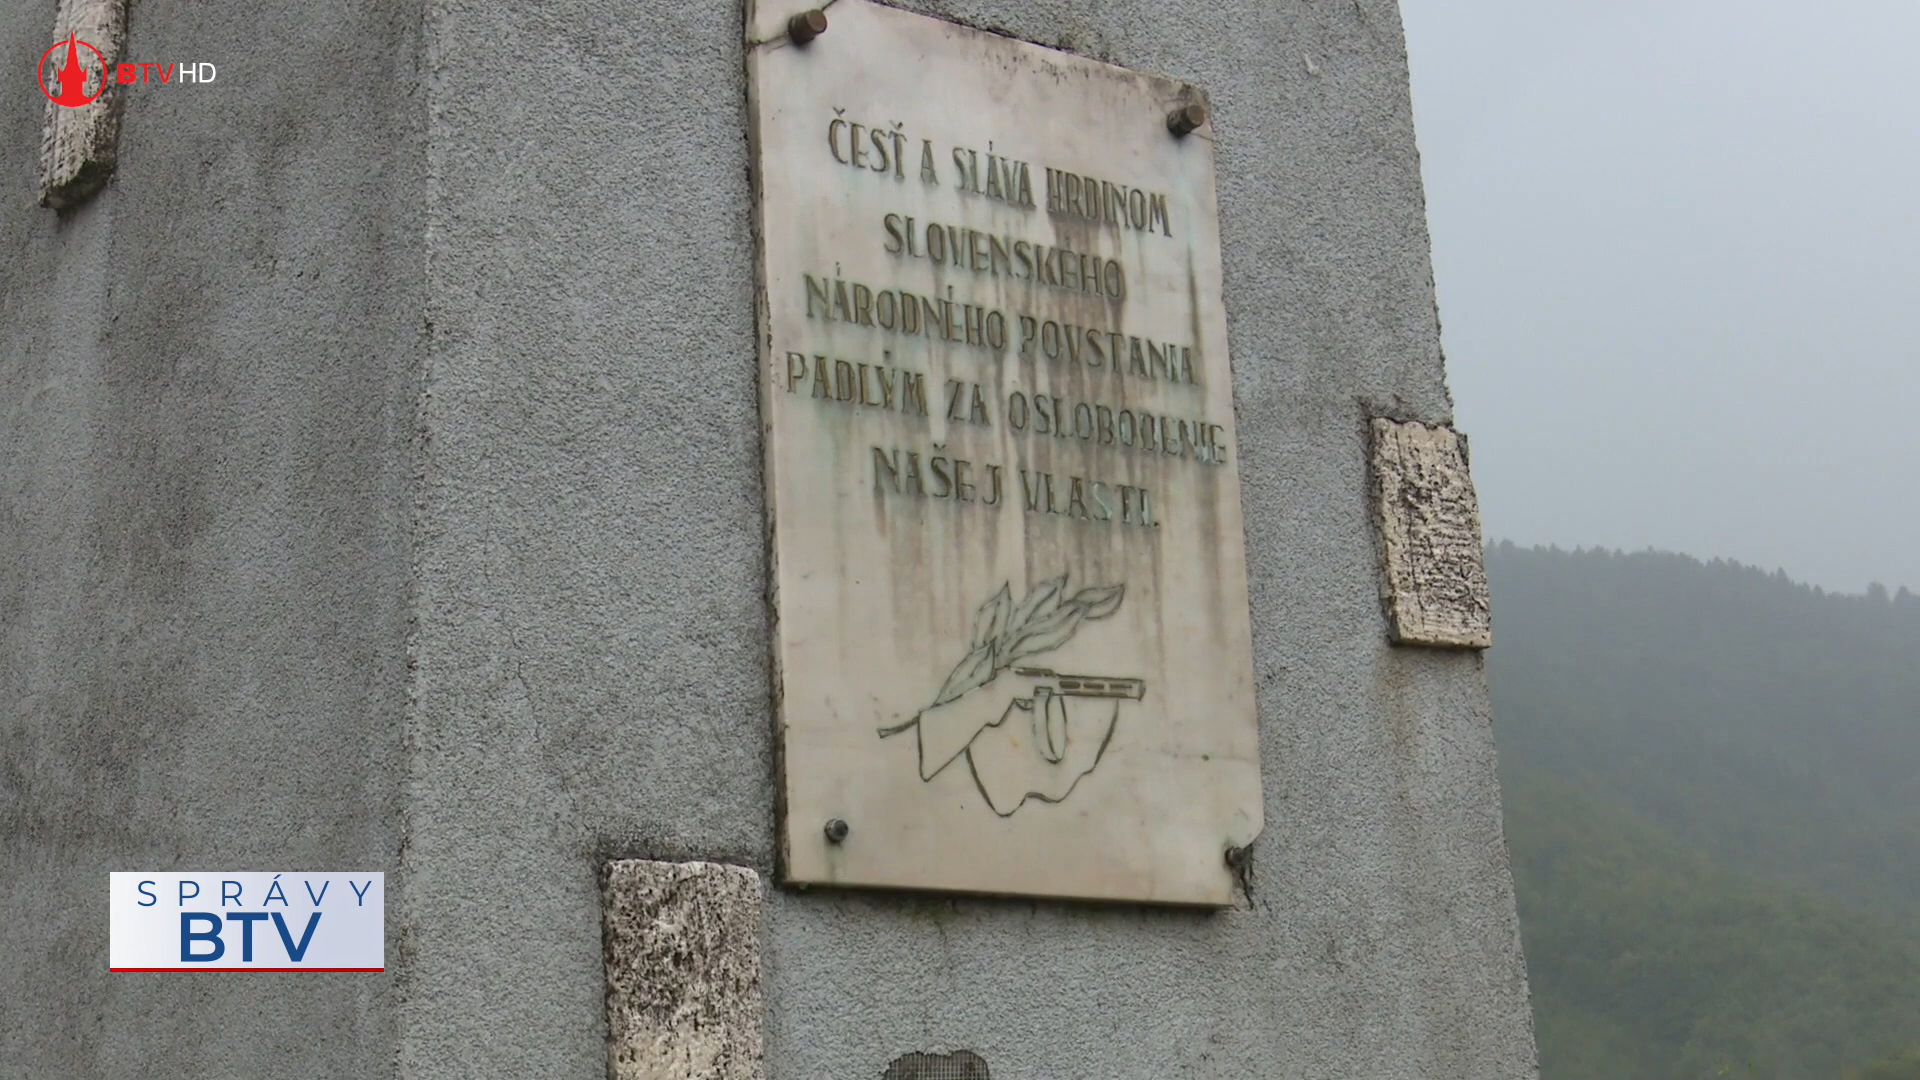 BTV HD
ČESŤ A SLÁVA HRDINOM
SLOVENSKÉHO
NÁRODNÉHO POVSTANIA
PADLÝM ZA OSLOBODENIE
NAŠEJ VLASTI.
SPRÁVY
BTV